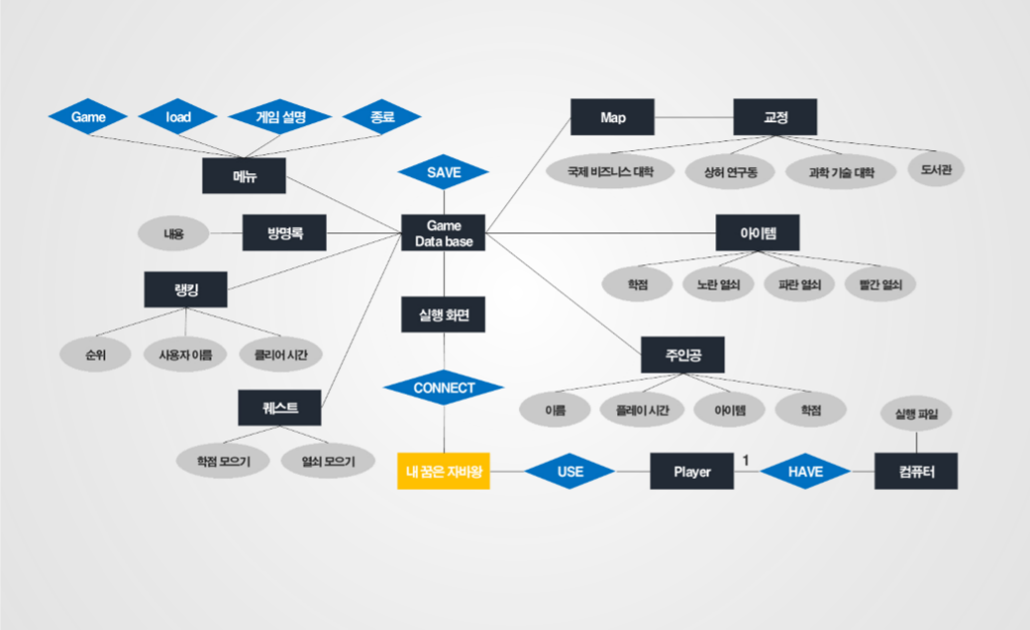 Game
load
게임 설명
종료
Map
교정
메뉴
SAVE
국제 비즈니스 대학
상허 연구동
과학 기술 대학
도서관
내용
방명록
Game
Data base
아이템
랭킹
학점
노란 열쇠
파란 열쇠
빨간 열쇠
실행 화면
순위
사용자 이름
클리어 시간
주인공
CONNECT
퀘스트
이름
플레이 시간
아이템
학점
실행 파일
학점 모으기
열쇠 모으기
내 꿈은 자바왕
USE
Player
1
HAVE
컴퓨터